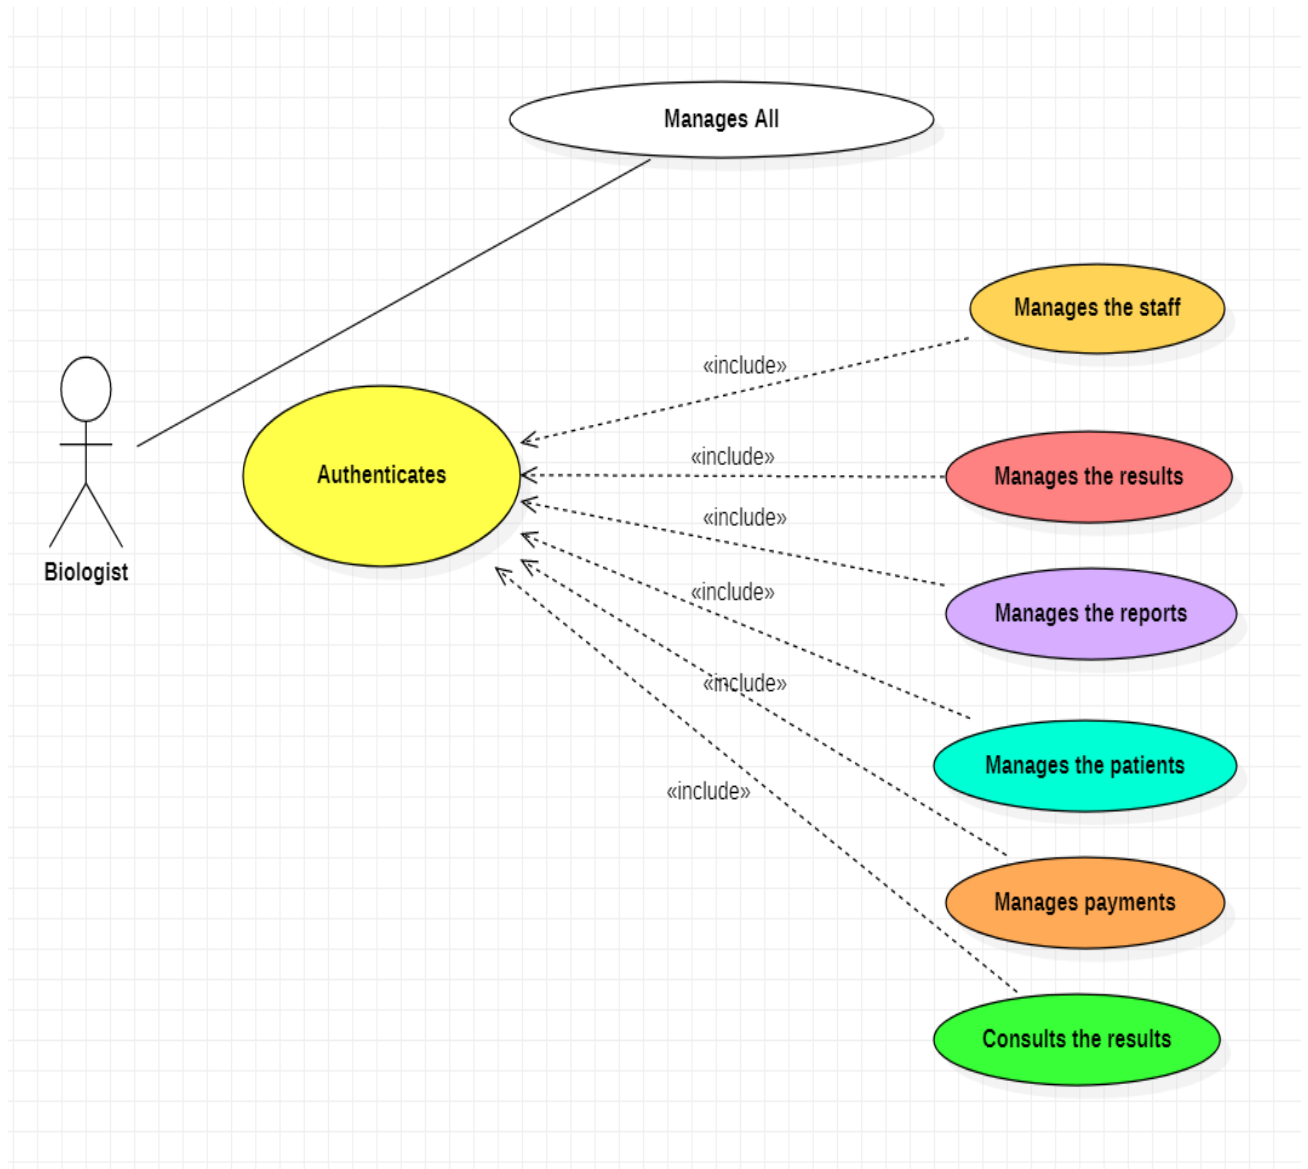 Manages All
Manages the staff
«include»
«include»
Authenticates
Manages the results
«include»
Biologist
«include»
Manages the reports
«include»
Manages the patients
«include»
Manages payments
Consults the results